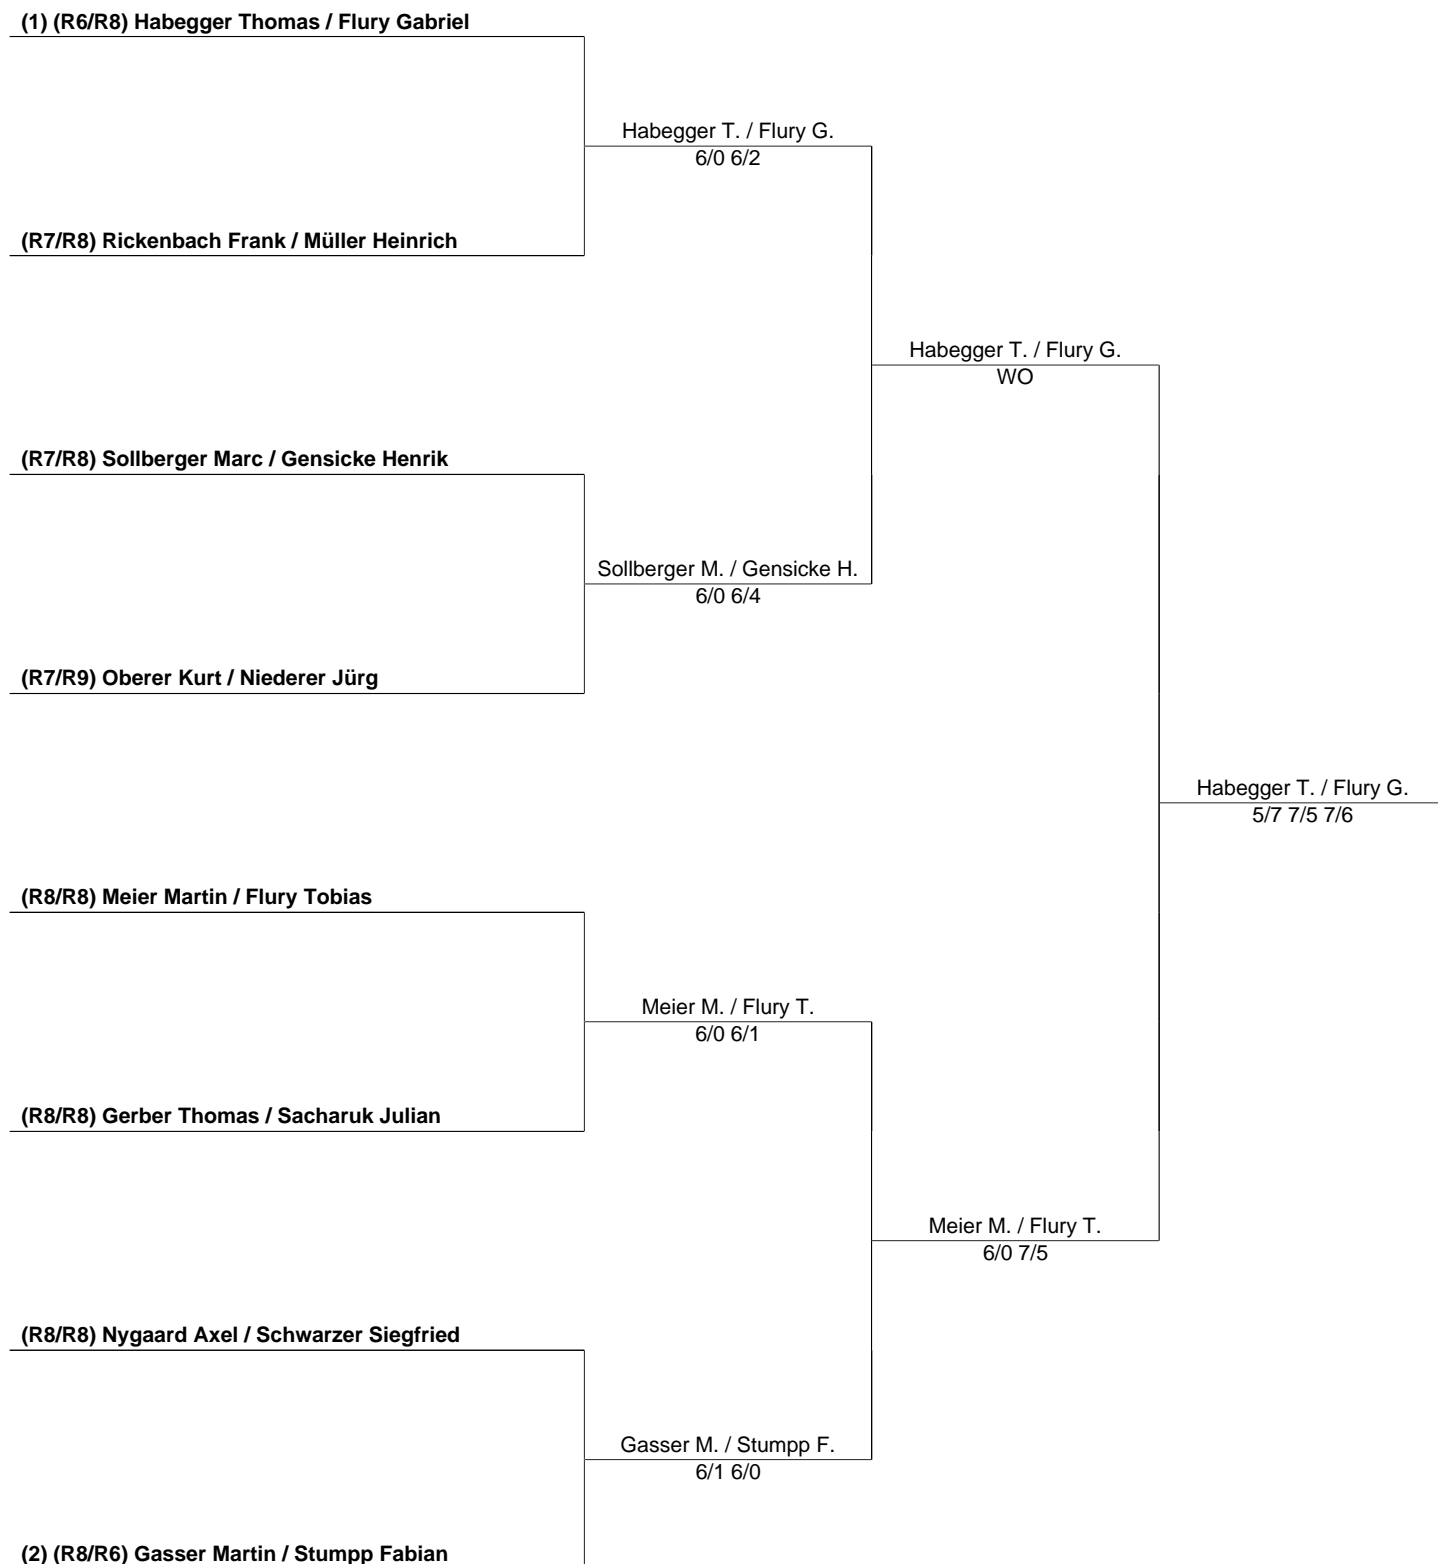 (1) (R6/R8) Habegger Thomas / Flury Gabriel
Habegger T. / Flury G.
6/0 6/2
(R7/R8) Rickenbach Frank / Müller Heinrich
Habegger T. / Flury G.
WO
(R7/R8) Sollberger Marc / Gensicke Henrik
Sollberger M. / Gensicke H.
6/0 6/4
(R7/R9) Oberer Kurt / Niederer Jürg
Habegger T. / Flury G.
5/7 7/5 7/6
(R8/R8) Meier Martin / Flury Tobias
Meier M. / Flury T.
6/0 6/1
(R8/R8) Gerber Thomas / Sacharuk Julian
Meier M. / Flury T.
6/0 7/5
(R8/R8) Nygaard Axel / Schwarzer Siegfried
Gasser M. / Stumpp F.
6/1 6/0
(2) (R8/R6) Gasser Martin / Stumpp Fabian